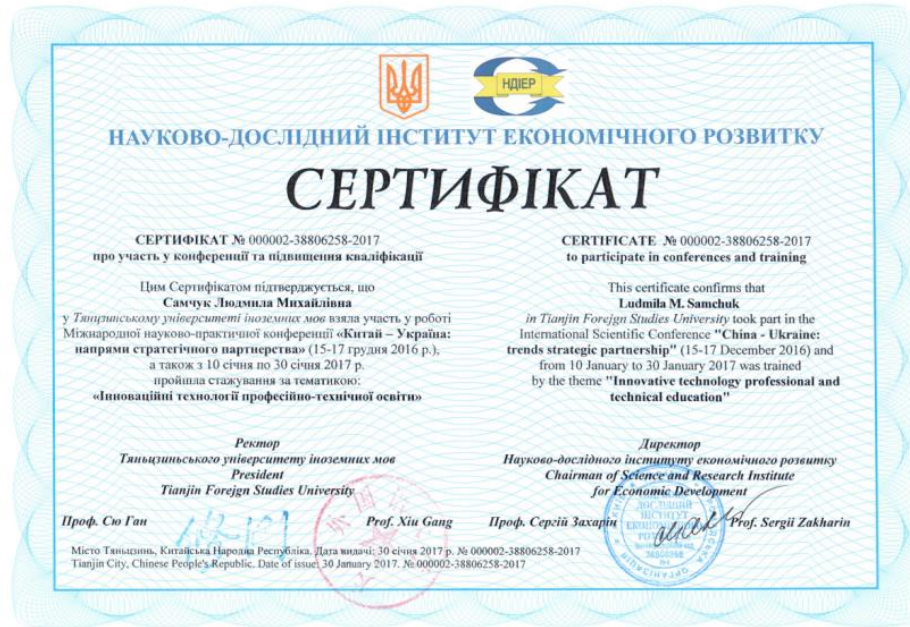 НДІЕР
НАУКОВО-ДОСЛІДНИЙ ІНСТИТУТ ЕКОНОМІЧНОГО РОЗВИТКУ
СЕРТИФІКАТ
СЕРТИФІКАТ № 000002-38806258-2017
про участь у конференції та підвищення кваліфікації
Цим Сертифікатом підтверджується, що
Самчук Людмила Михайлівна
у Тянцзинському університеті іноземних мов взяла участь у роботі
Міжнародної науково-практичної конференції «Китай – Україна:
напрями стратегічного партнерства» (15-17 грудня 2016 р.),
а також з 10 січня по 30 січня 2017 р.
пройшла стажування за тематикою:
«Інноваційні технології професійно-технічної освіти»
CERTIFICATE № 000002-38806258-2017
to participate in conferences and training
This certificate confirms that
Ludmila M. Samchuk
in Tianjin Forejgn Studies University took part in the
International Scientific Conference "China - Ukraine:
trends strategic partnership" (15-17 December 2016) and
from 10 January to 30 January 2017 was trained
by the theme "Innovative technology professional and
technical education"
Ректор
Тяньцзиньського університету іноземних мов
President
Tianjin Forejgn Studies University
Проф. Сю Ган Prof. Xiu Gang
Директор
Науково-дослідного інституту економічного розвитку
Chairman of Science and Research Institute
for Economic Development
Проф. Сергій Захарін Prof. Sergii Zakharin
Місто Тяньцзинь, Китайська Народна Республіка. Дата видачі: 30 січня 2017 р. № 000002-38806258-2017
Tianjin City, Chinese People's Republic. Date of issue: 30 January 2017. № 000002-38806258-2017